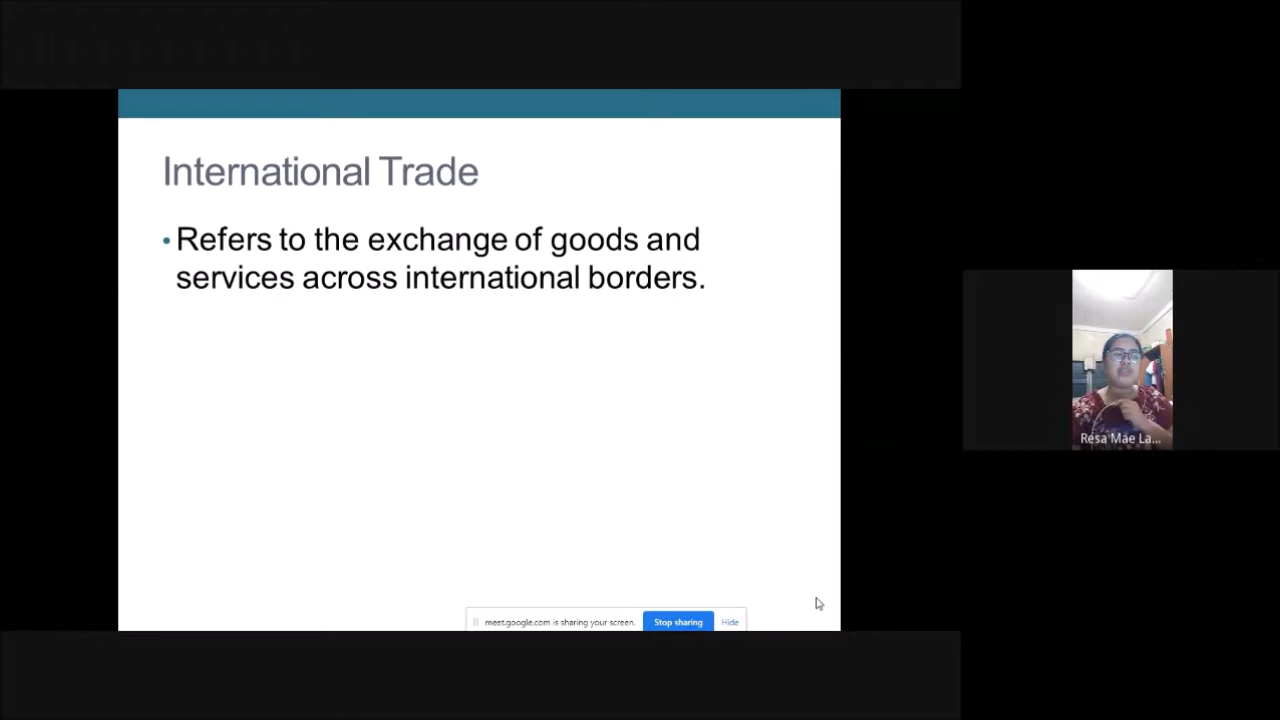 International Trade
• Refers to the exchange of goods and
services across international borders.
Resa Mae La...
meet.google.com is sharing your screen. Stop sharing Hide